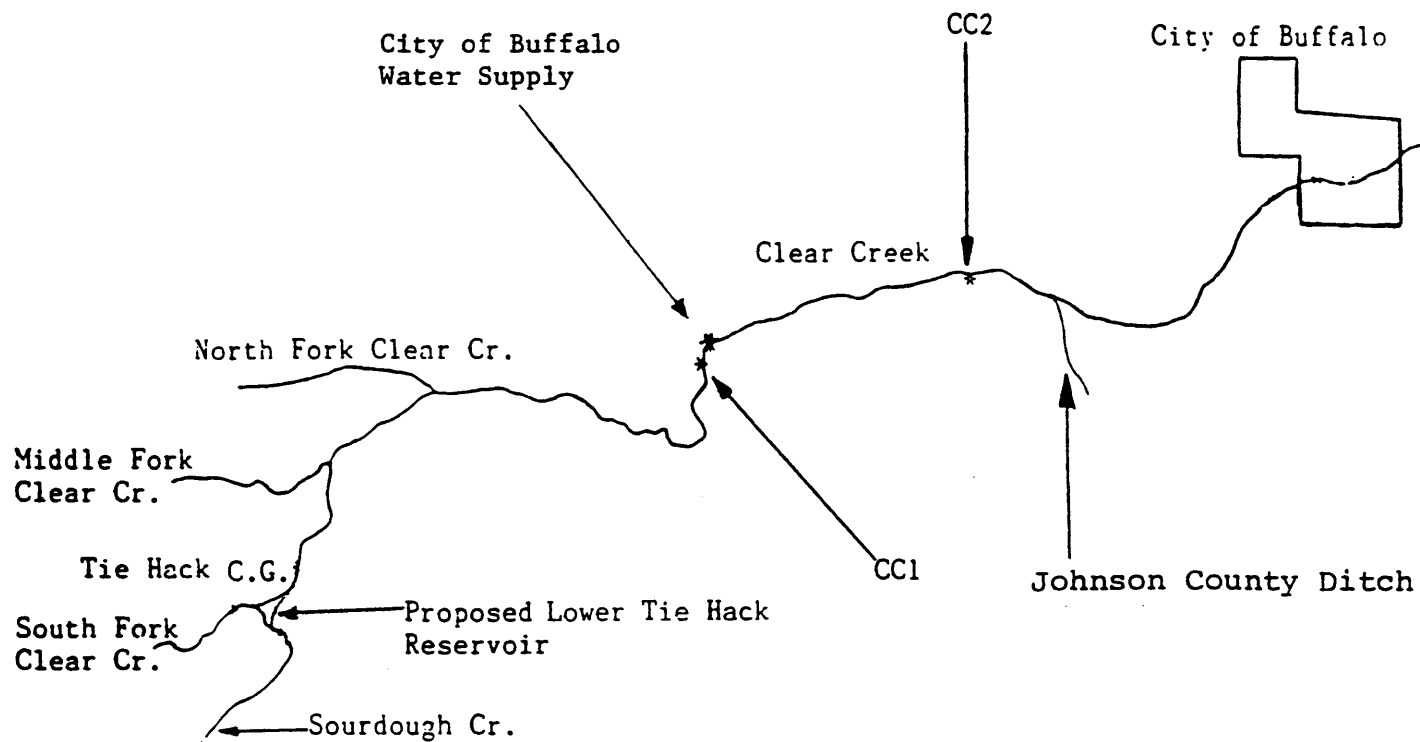 City of Buffalo
Water Supply
CC2
City of Buffalo
Clear Creek
North Fork Clear Cr.
Middle Fork
Clear Cr.
Tie Hack C.G.
CC1
Johnson County Ditch
Proposed Lower Tie Hack
Reservoir
South Fork
Clear Cr.
Sourdough Cr.